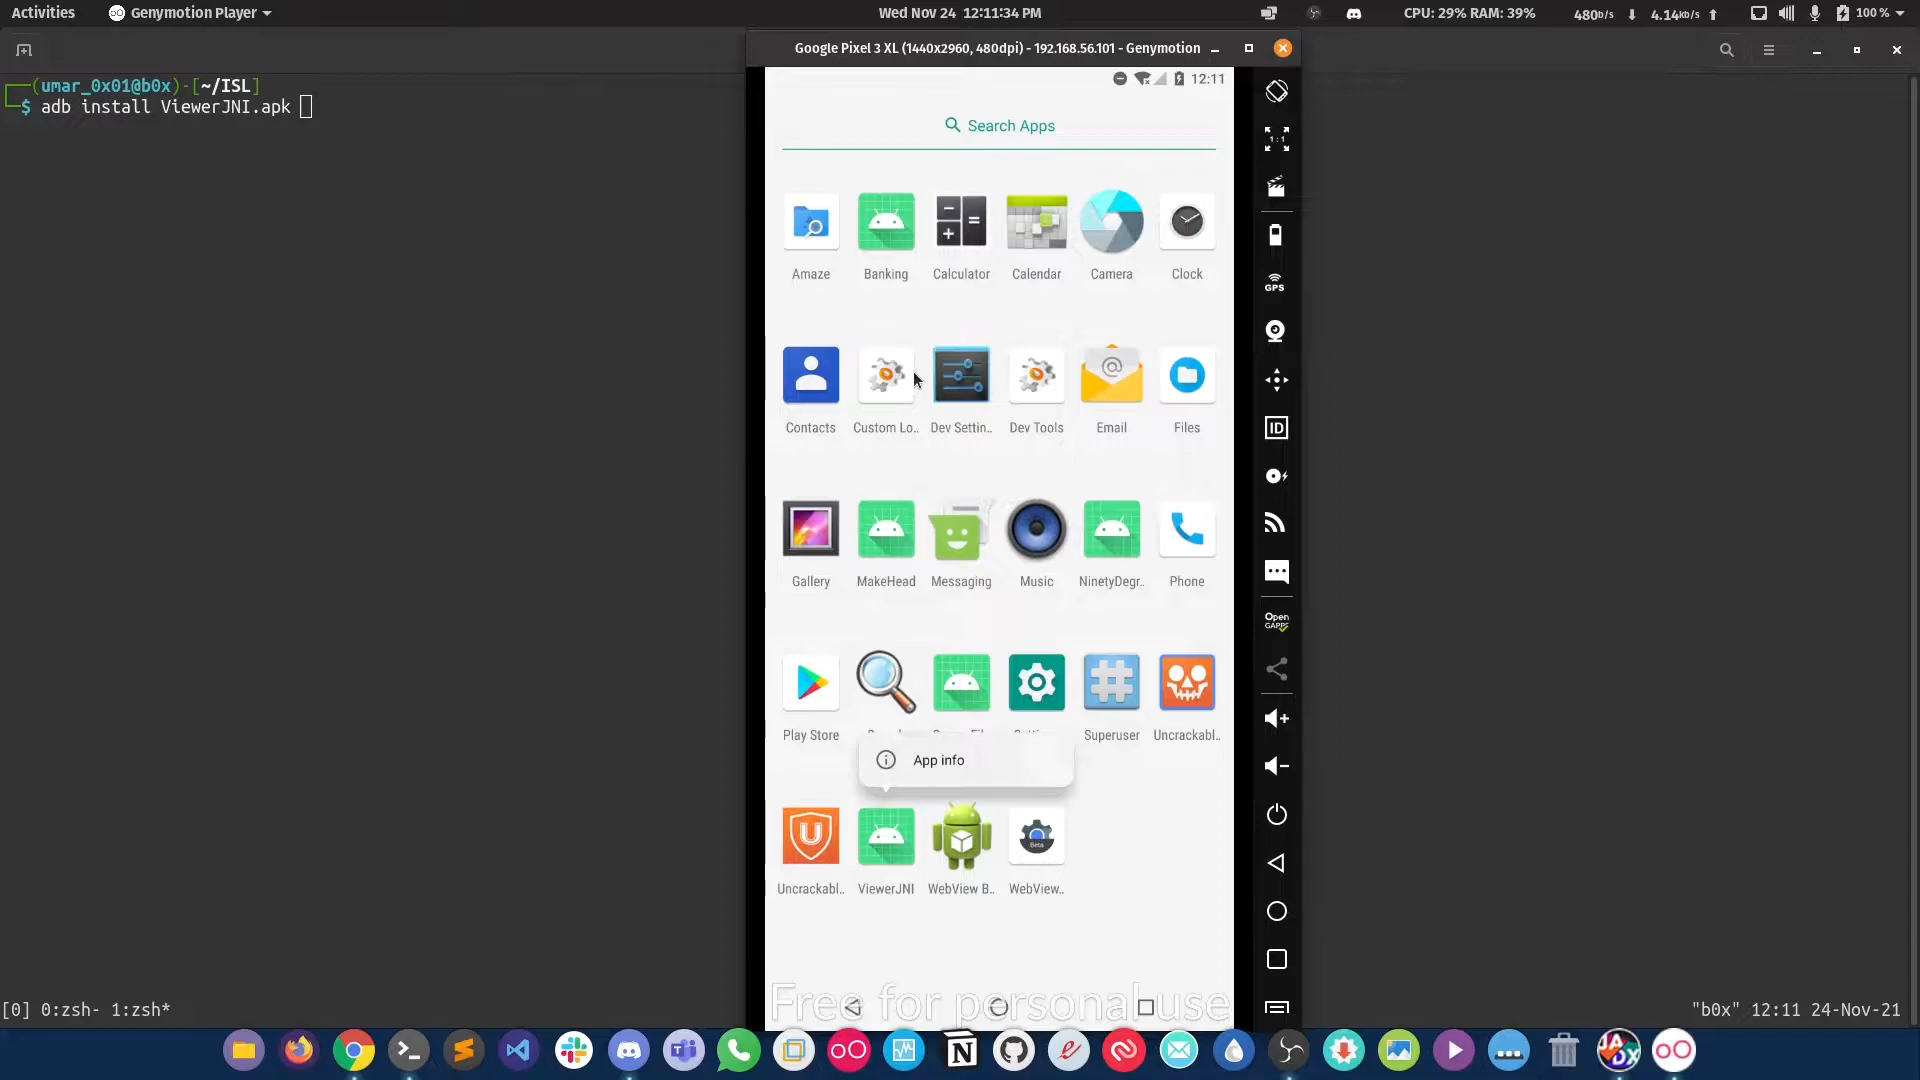 Activities Genymotion Player Wed Nov 24 12:11:34 PM CPU: 29% RAM: 39% 480b/s 4.14kb/s 100 %
Google Pixel 3 XL (1440x2960, 480dpi) - 192.168.56.101 - Genymotion
(umar_0x01@b0x)-[~/ISL]
$ adb install ViewerJNI.apk
12:11
Search Apps
1:1
Amaze Banking Calculator Calendar Camera Clock
GPS
Contacts Custom Lo.. Dev Settin.. Dev Tools Email Files
ID
Gallery MakeHead Messaging Music NinetyDegr.. Phone
Open
GAPPS
Play Store Superuser Uncrackabl..
App info
Beta
Uncrackabl.. ViewerJNI WebView B.. WebView..
Free for personal use
[0] 0:zsh- 1:zsh* "b0x" 12:11 24-Nov-21